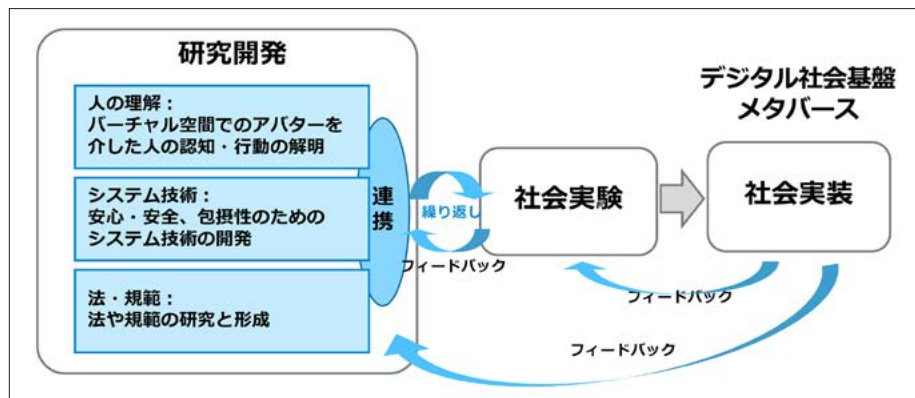 研究開発
人の理解：
バーチャル空間でのアバターを
介した人の認知・行動の解明
システム技術：
安心・安全、包摂性のための
システム技術の開発
法・規範：
法や規範の研究と形成
連
携
繰り返し
フィードバック
社会実験
デジタル社会基盤
メタバース
社会実装
フィードバック
フィードバック